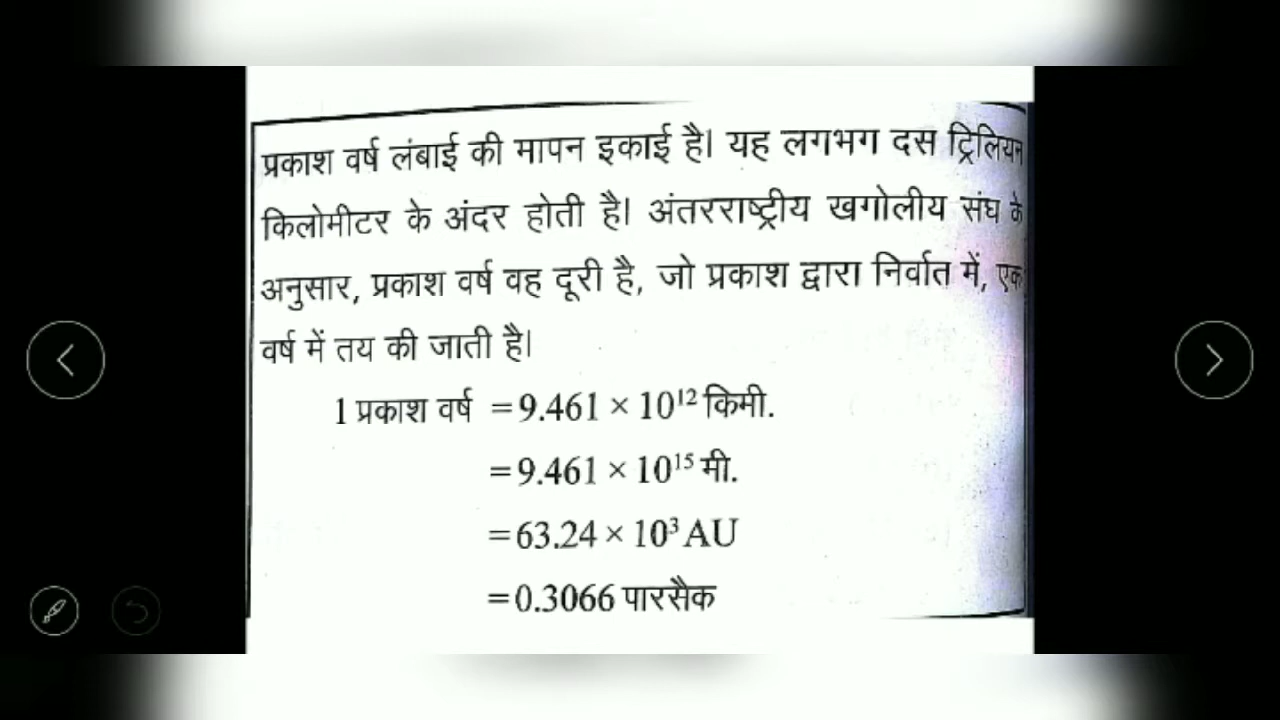 प्रकाश वर्ष लंबाई की मापन इकाई है। यह लगभग दस ट्रिलियन
किलोमीटर के अंदर होती है। अंतरराष्ट्रीय खगोलीय संघ के
अनुसार, प्रकाश वर्ष वह दूरी है, जो प्रकाश द्वारा निर्वात में, एक
वर्ष में तय की जाती है।
1 प्रकाश वर्ष = 9.461 × 10¹² किमी.
= 9.461 × 10¹⁵ मी.
= 63.24 × 10³ AU
= 0.3066 पारसैक